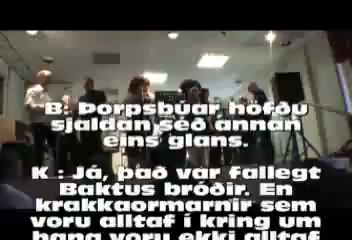 B: Þorpsbúar höfðu
sjaldan séð annan
eins glans.
K : Já, það var fallegt
Baktus bróðir. En
krakkaormarnir sem
voru alltaf í kring um
hana voru ekki alltaf